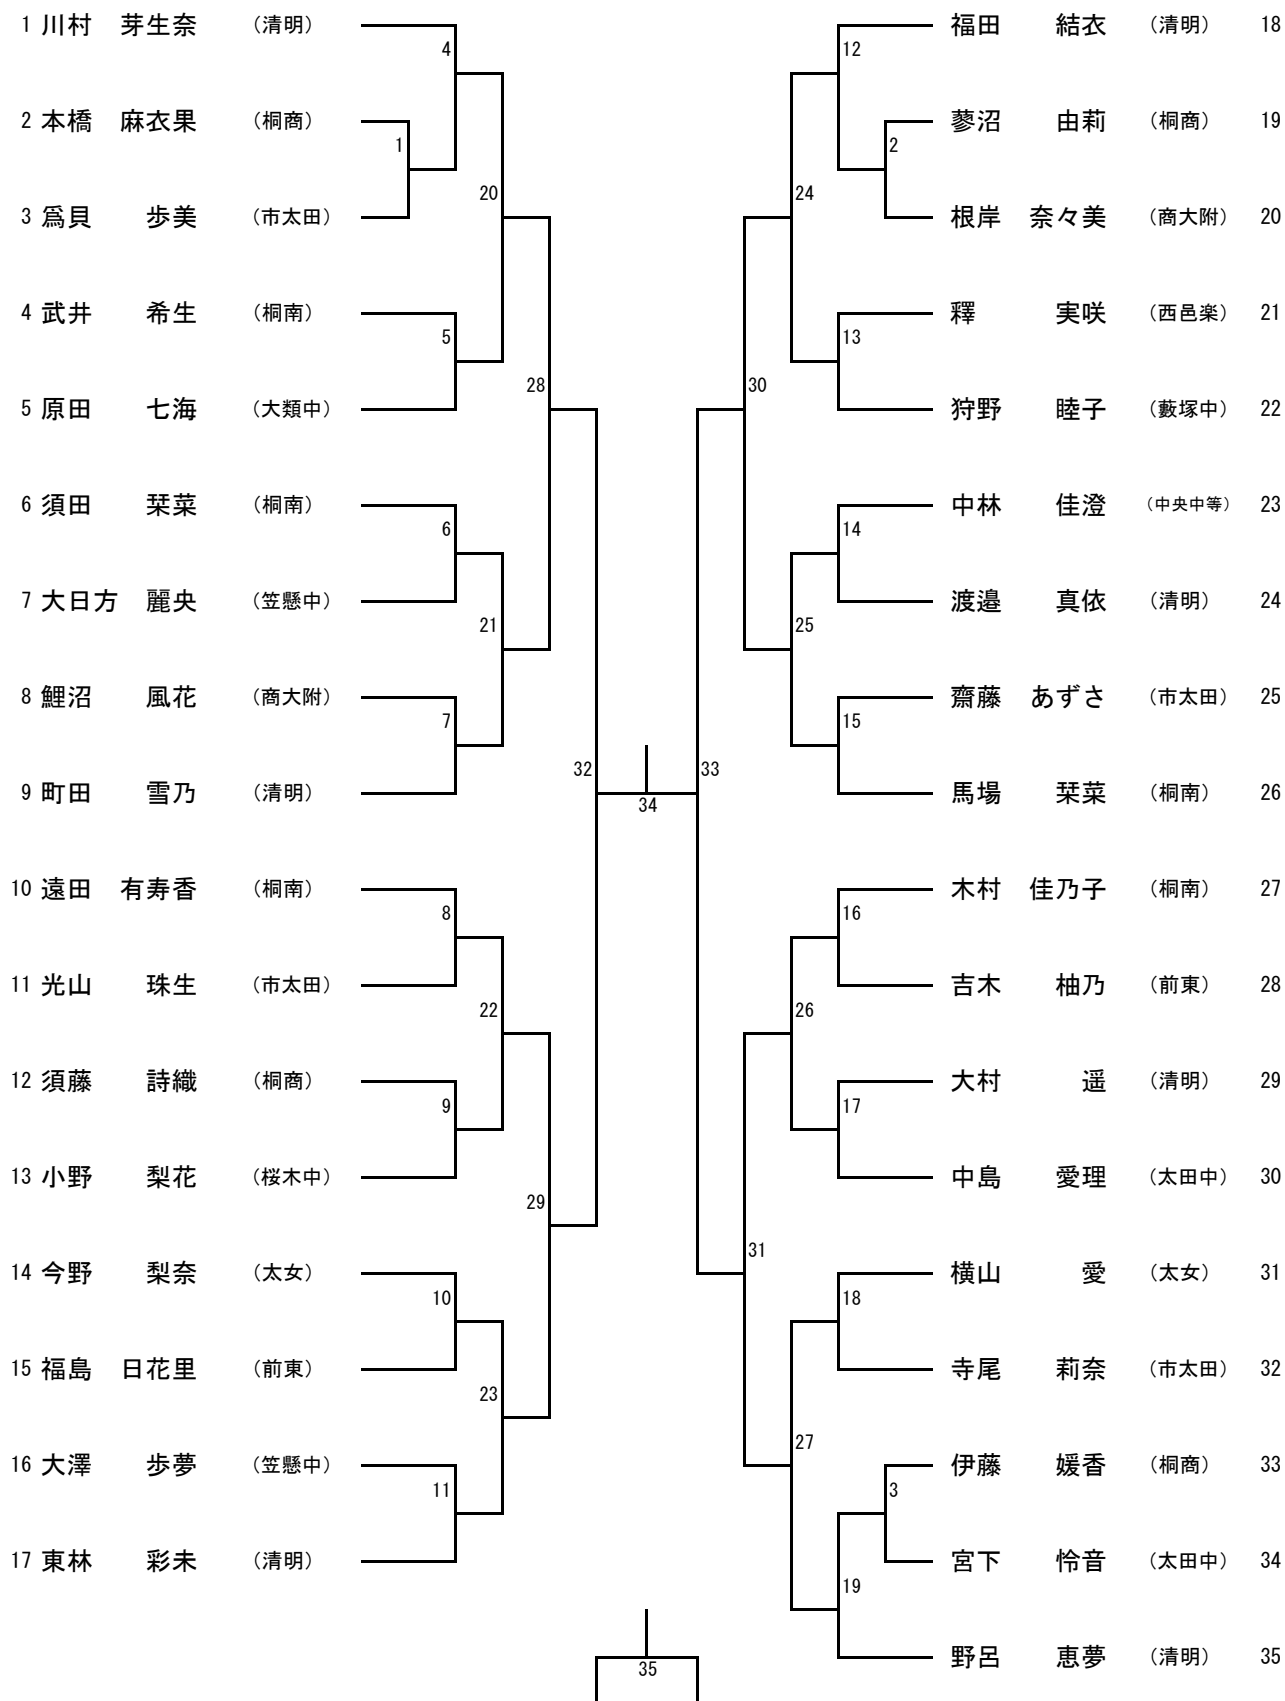 1 川村 芽生奈 (清明)
2 本橋 麻衣果 (桐商)
3 爲貝 歩美 (市太田)
4 武井 希生 (桐南)
5 原田 七海 (大類中)
6 須田 栞菜 (桐南)
7 大日方 麗央 (笠懸中)
8 鯉沼 風花 (商大附)
9 町田 雪乃 (清明)
10 遠田 有寿香 (桐南)
11 光山 珠生 (市太田)
12 須藤 詩織 (桐商)
13 小野 梨花 (桜木中)
14 今野 梨奈 (太女)
15 福島 日花里 (前東)
16 大澤 歩夢 (笠懸中)
17 東林 彩未 (清明)
4
1
20
5
28
6
21
7
32
8
22
9
29
10
23
11
34
35
33
12
2
24
13
30
14
25
15
16
26
17
31
18
27
3
19
福田 結衣 (清明) 18
蓼沼 由莉 (桐商) 19
根岸 奈々美 (商大附) 20
釋 実咲 (西邑楽) 21
狩野 睦子 (藪塚中) 22
中林 佳澄 (中央中等) 23
渡邉 真依 (清明) 24
齋藤 あずさ (市太田) 25
馬場 栞菜 (桐南) 26
木村 佳乃子 (桐南) 27
吉木 柚乃 (前東) 28
大村 遥 (清明) 29
中島 愛理 (太田中) 30
横山 愛 (太女) 31
寺尾 莉奈 (市太田) 32
伊藤 媛香 (桐商) 33
宮下 怜音 (太田中) 34
野呂 恵夢 (清明) 35